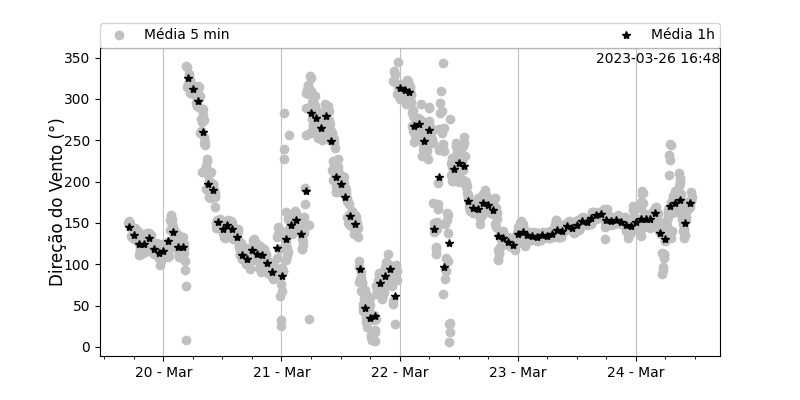 Média 5 min
Média 1h
2023-03-26 16:48
Direção do Vento (°)
350
300
250
200
150
100
50
0
20 - Mar
21 - Mar
22 - Mar
23 - Mar
24 - Mar